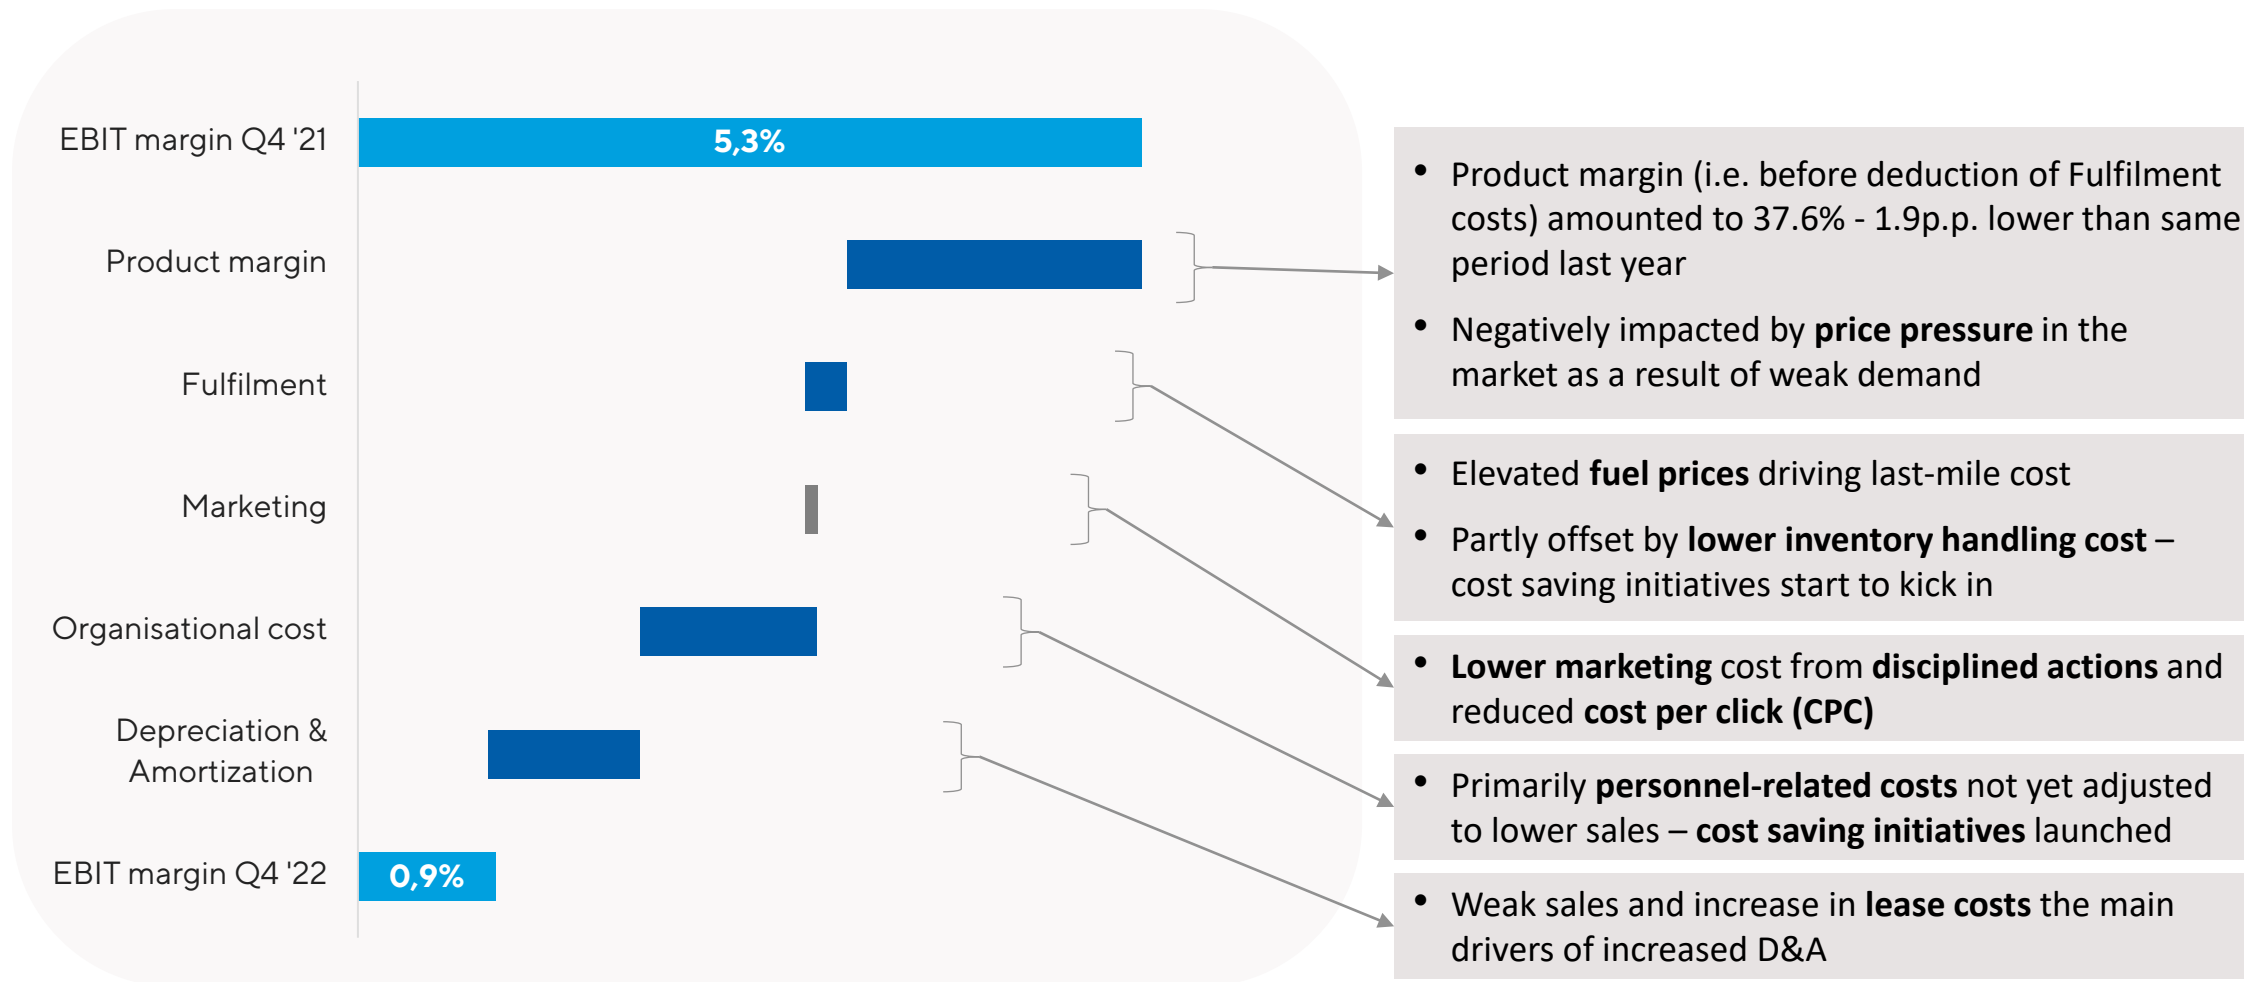 EBIT margin Q4 '21
5,3%
Product margin
Fulfilment
Marketing
Organisational cost
Depreciation &
Amortization
EBIT margin Q4 '22
0,9%
• Product margin (i.e. before deduction of Fulfilment
costs) amounted to 37.6% - 1.9p.p. lower than same
period last year
• Negatively impacted by price pressure in the
market as a result of weak demand
• Elevated fuel prices driving last-mile cost
• Partly offset by lower inventory handling cost –
cost saving initiatives start to kick in
• Lower marketing cost from disciplined actions and
reduced cost per click (CPC)
• Primarily personnel-related costs not yet adjusted
to lower sales – cost saving initiatives launched
• Weak sales and increase in lease costs the main
drivers of increased D&A